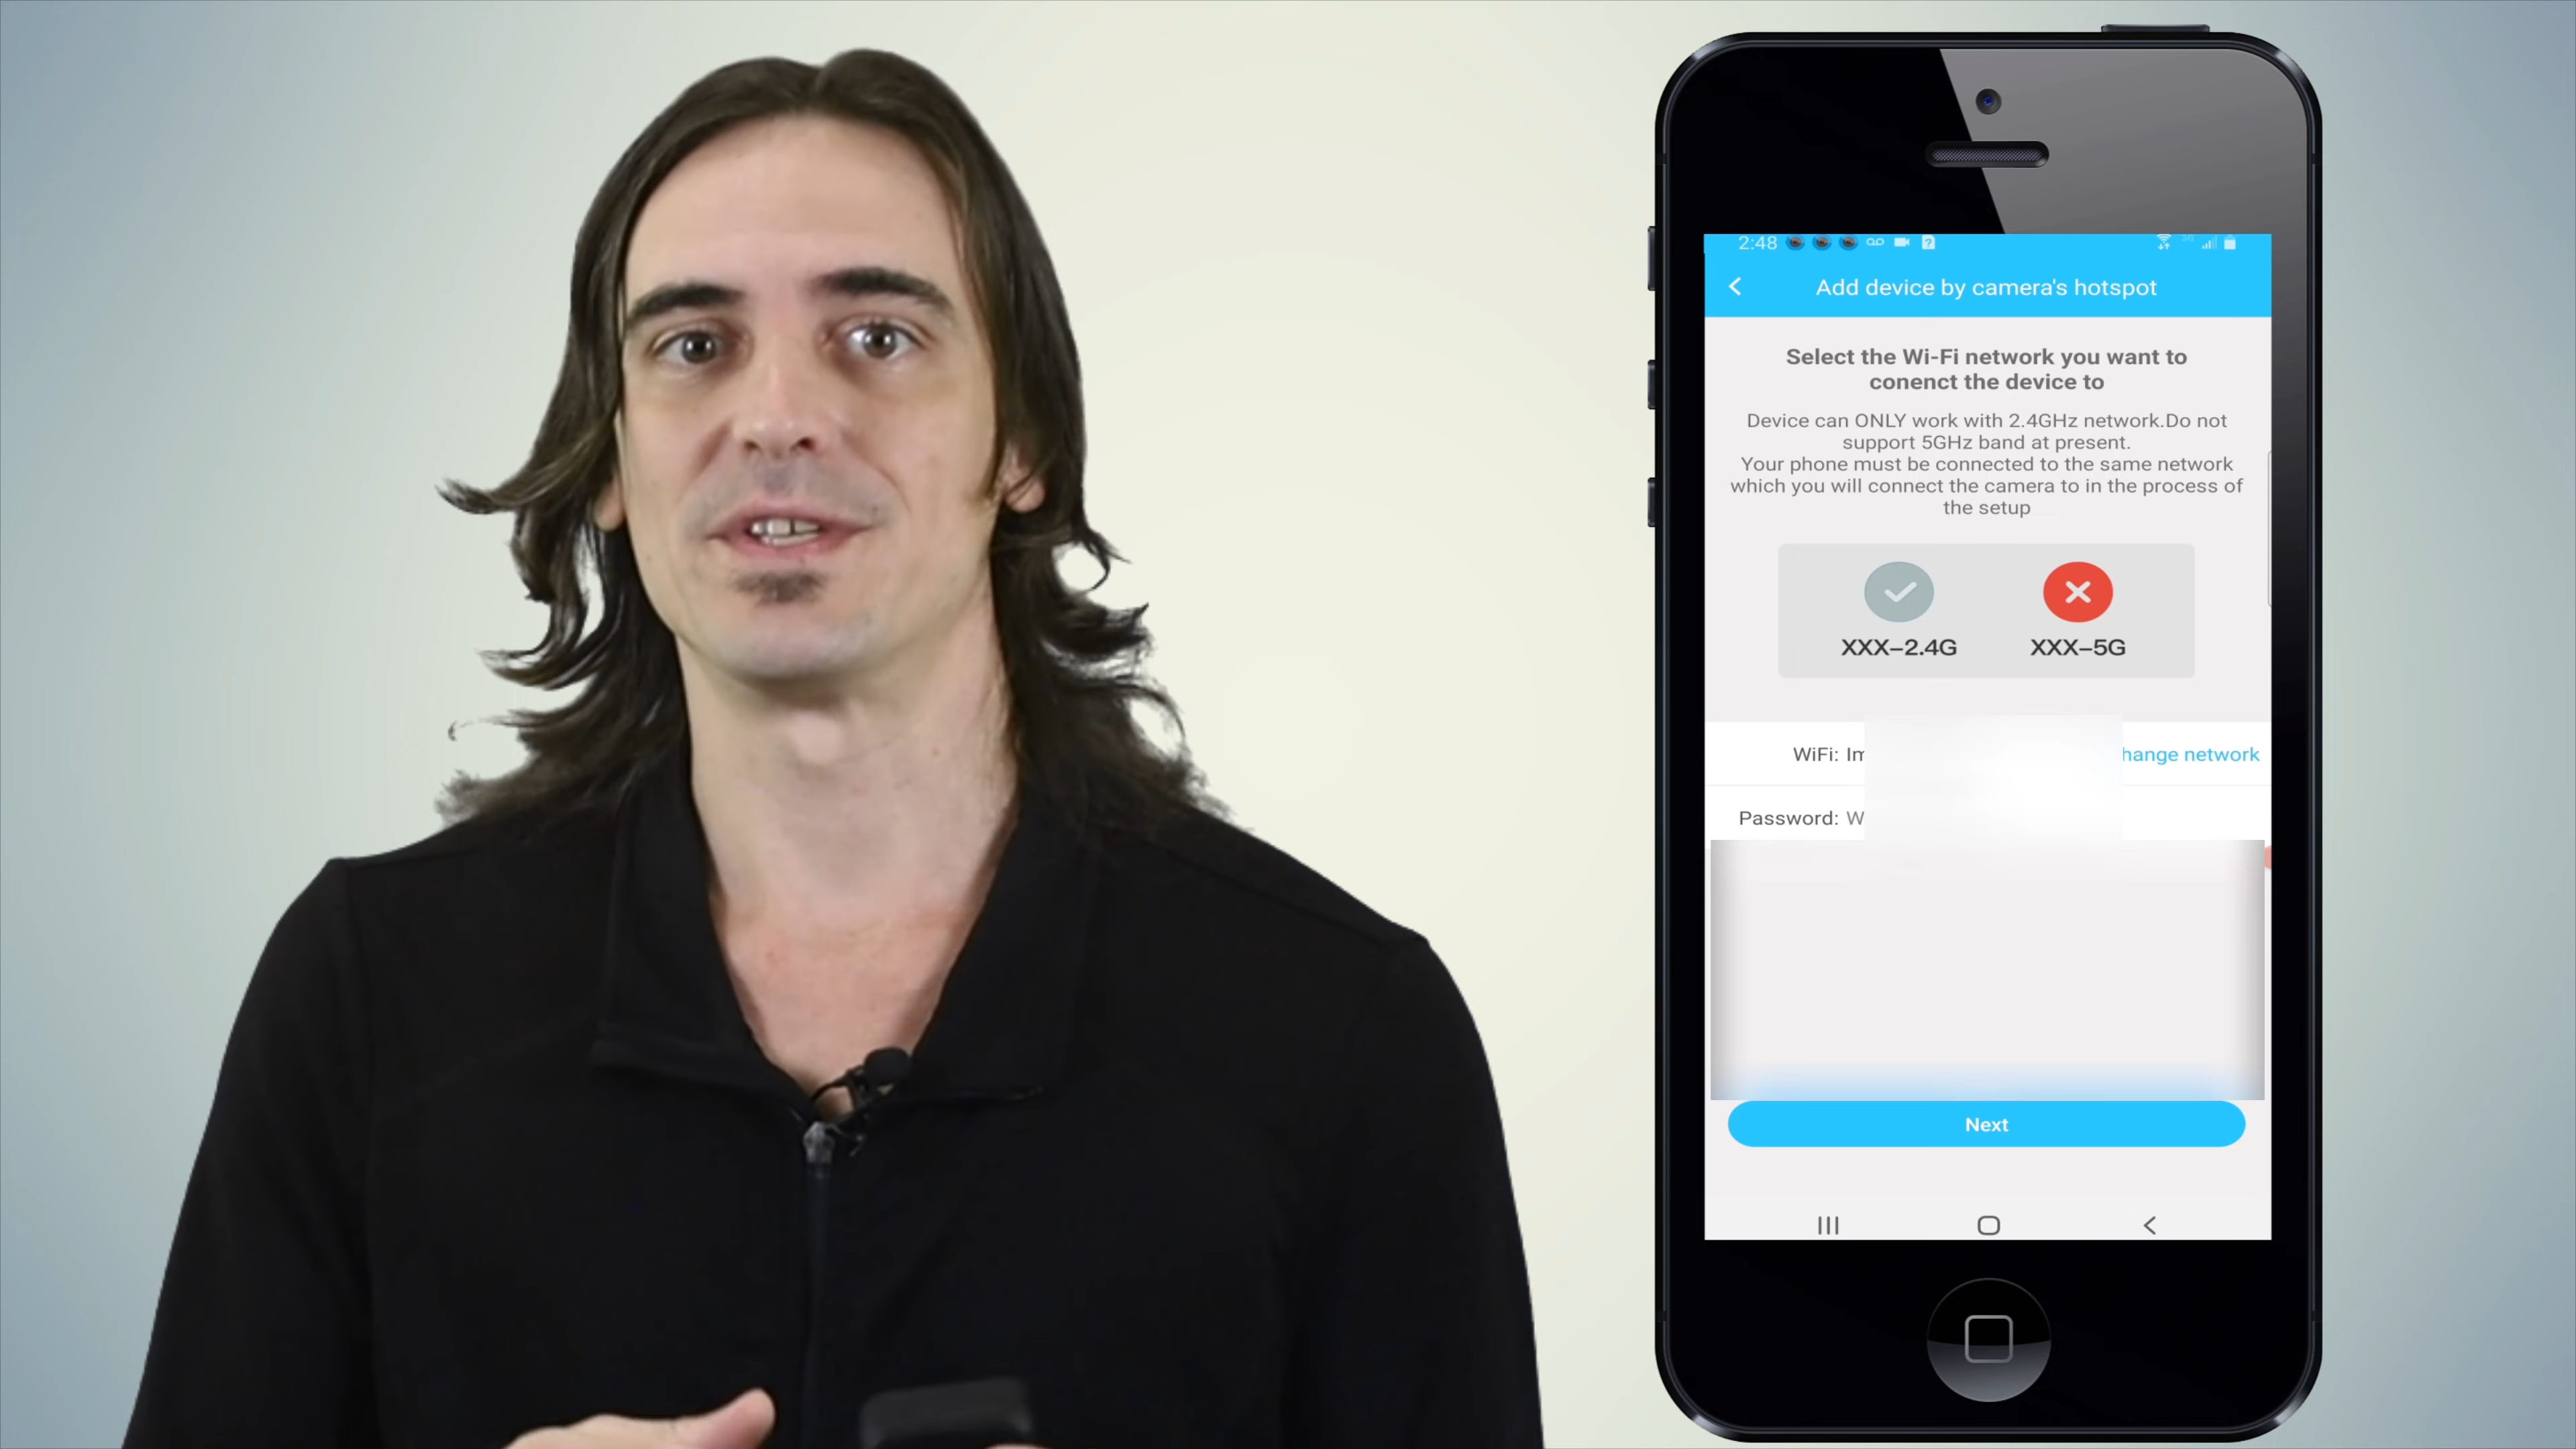 2:48
Add device by camera's hotspot
Select the Wi-Fi network you want to
conenct the device to
Device can ONLY work with 2.4GHz network.Do not
support 5GHz band at present.
Your phone must be connected to the same network
which you will connect the camera to in the process of
the setup
XXX-2.4G XXX-5G
WiFi: hange network
Password:
Next